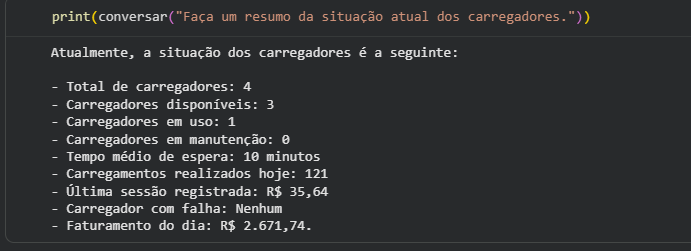 print(conversar("Faça um resumo da situação atual dos carregadores."))
Atualmente, a situação dos carregadores é a seguinte:
- Total de carregadores: 4
- Carregadores disponíveis: 3
- Carregadores em uso: 1
- Carregadores em manutenção: 0
- Tempo médio de espera: 10 minutos
- Carregamentos realizados hoje: 121
- Última sessão registrada: R$ 35,64
- Carregador com falha: Nenhum
- Faturamento do dia: R$ 2.671,74.